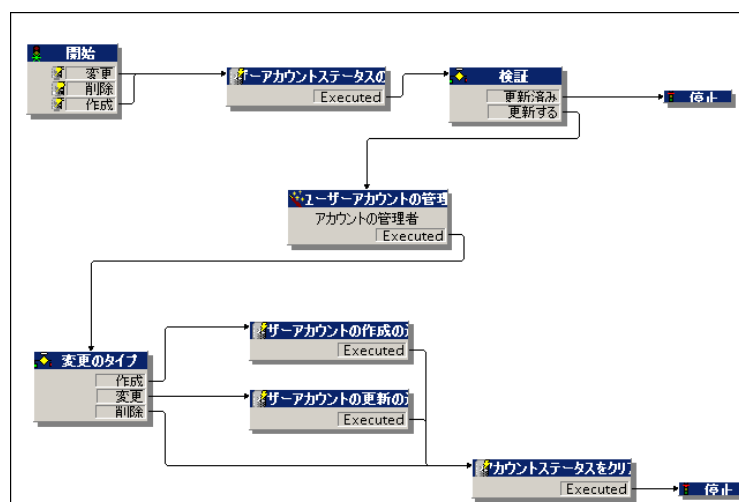 開始
変更
削除
作成
ザーアカウントステータスの
Executed
検証
更新済み
更新する
停止
ユーザーアカウントの管理
アカウントの管理者
Executed
変更のタイプ
作成
変更
削除
ザーアカウントの作成の
Executed
ザーアカウントの更新の
Executed
アカウントステータスをクリア
Executed
停止